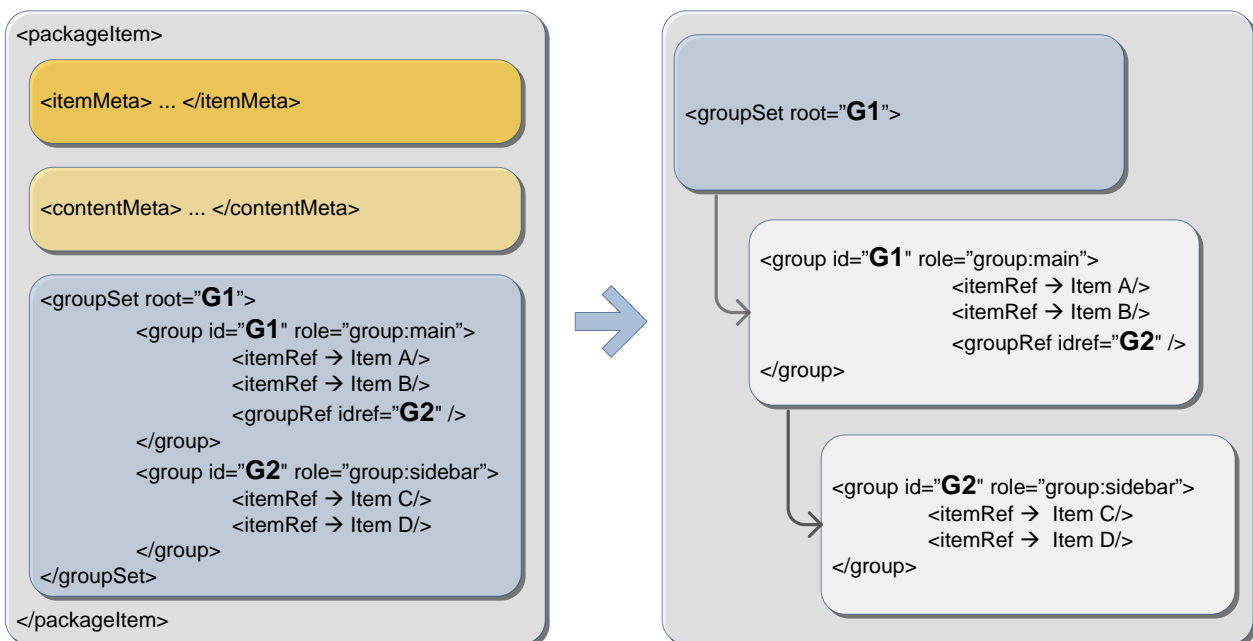 <packageItem>
<itemMeta> ... </itemMeta>
<contentMeta> ... </contentMeta>
<groupSet root=”G1”>
<group id=”G1" role=”group:main”>
<itemRef → Item A/>
<itemRef → Item B/>
<groupRef idref=”G2" />
</group>
<group id=”G2" role=”group:sidebar”>
<itemRef → Item C/>
<itemRef → Item D/>
</group>
</groupSet>
</packageItem>
<groupSet root=”G1”>
<group id=”G1" role=”group:main”>
<itemRef → Item A/>
<itemRef → Item B/>
<groupRef idref=”G2" />
</group>
<group id=”G2" role=”group:sidebar”>
<itemRef → Item C/>
<itemRef → Item D/>
</group>